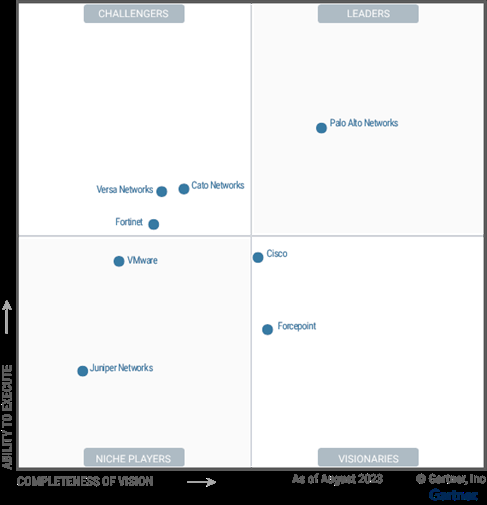 CHALLENGERS
LEADERS
Palo Alto Networks
Versa Networks
Cato Networks
Fortinet
Cisco
VMware
Forcepoint
Juniper Networks
NICHE PLAYERS
VISIONARIES
ABILITY TO EXECUTE
COMPLETENESS OF VISION
As of August 2023
© Gartner, Inc
Gartner